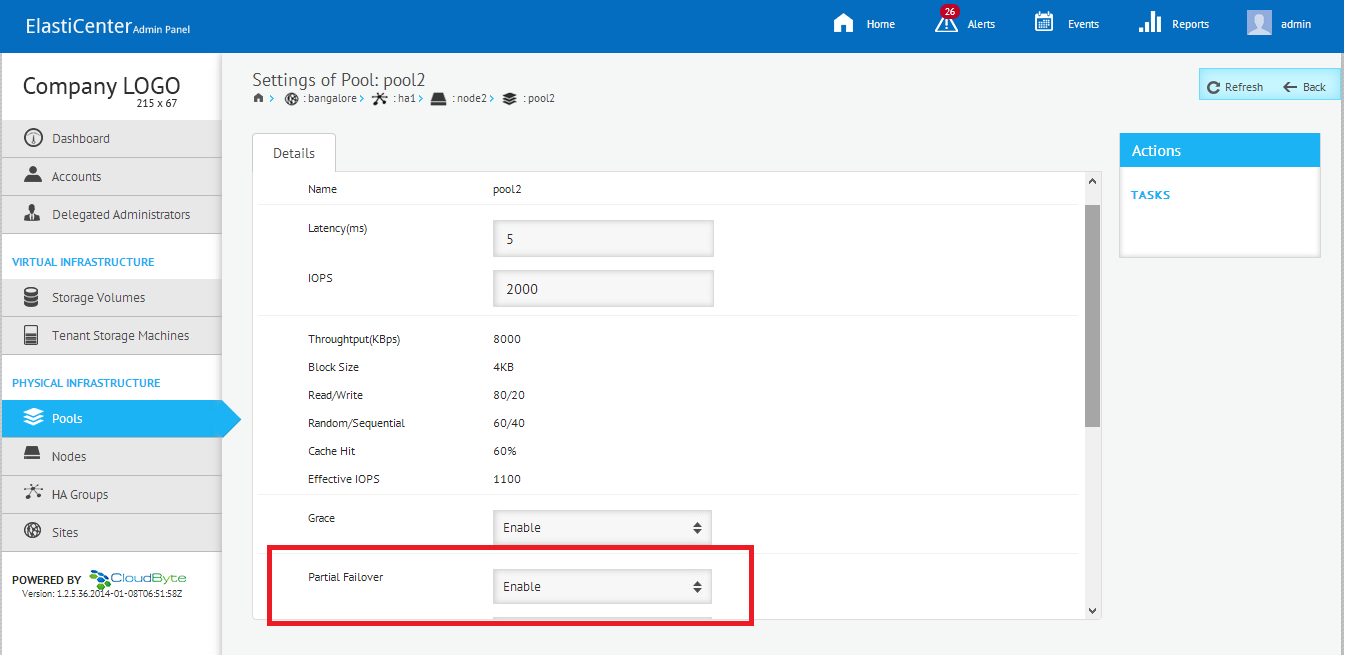 ElastiCenter Admin Panel
Home
26
Alerts
Events
Reports
admin
Company LOGO
215 x 67
Dashboard
Accounts
Delegated Administrators
VIRTUAL INFRASTRUCTURE
Storage Volumes
Tenant Storage Machines
PHYSICAL INFRASTRUCTURE
Pools
Nodes
HA Groups
Sites
POWERED BY CloudByte
Version: 1.2.5.36.2014-01-08T06:51:58Z
Settings of Pool: pool2
: bangalore : ha1 : node2 : pool2
Refresh
Back
Details
Name pool2
Latency(ms) 5
IOPS 2000
Throughtput(KBps) 8000
Block Size 4KB
Read/Write 80/20
Random/Sequential 60/40
Cache Hit 60%
Effective IOPS 1100
Grace Enable
Partial Failover Enable
Actions
TASKS